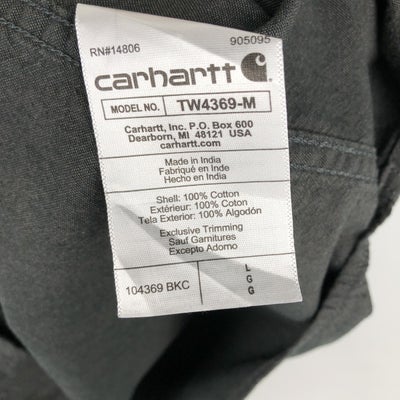 RN#14806 905095
carhartt
MODEL NO. TW4369-M
Carhartt, Inc. P.O. Box 600
Dearborn, MI 48121 USA
carhartt.com
Made in India
Fabriqué en Inde
Hecho en India
Shell: 100% Cotton
Extérieur: 100% Coton
Tela Exterior: 100% Algodón
Exclusive Trimming
Sauf Garnitures
Excepto Adorno
104369 BKC
L
G
G